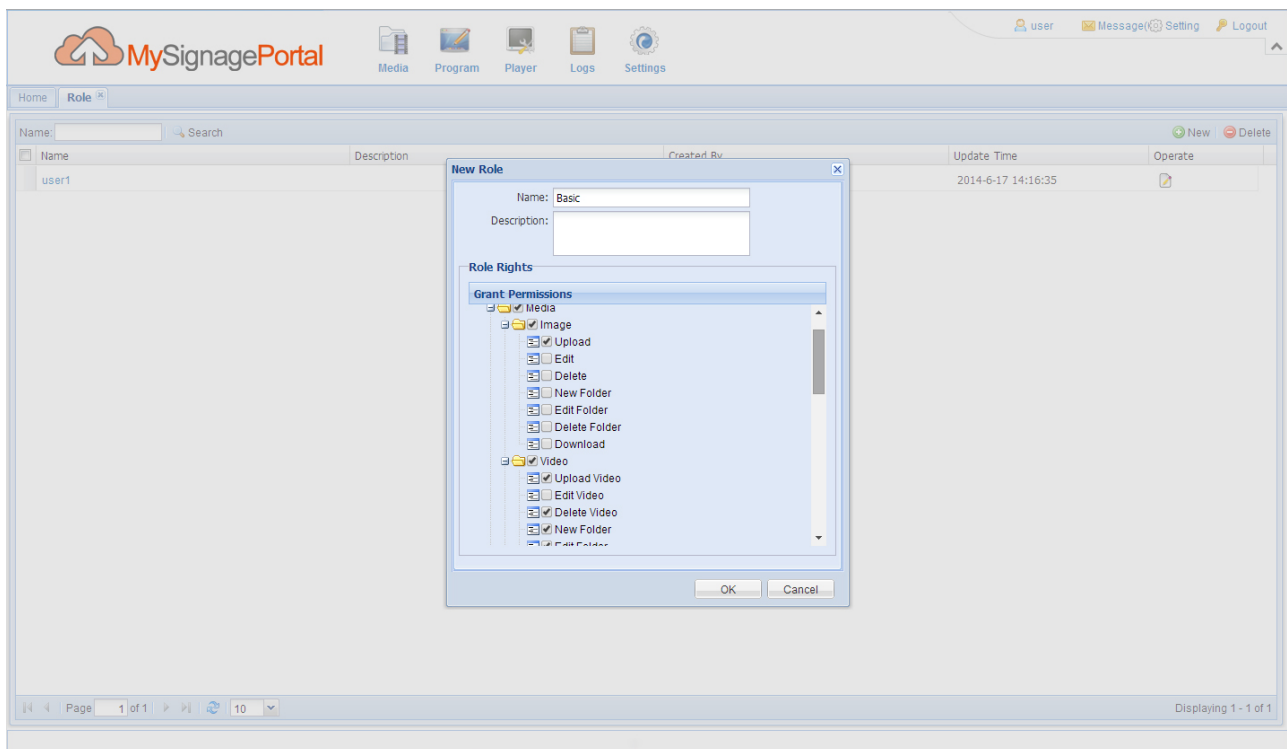 user Message( Setting Logout
MySignagePortal
Media Program Player Logs Settings
Home Role
Name: Search New Delete
Name Description Created By Update Time Operate
user1 2014-6-17 14:16:35
New Role
Name: Basic
Description:
Role Rights
Grant Permissions
Media
Image
Upload
Edit
Delete
New Folder
Edit Folder
Delete Folder
Download
Video
Upload Video
Edit Video
Delete Video
New Folder
Edit Folder
OK Cancel
Page 1 of 1 10 Displaying 1 - 1 of 1